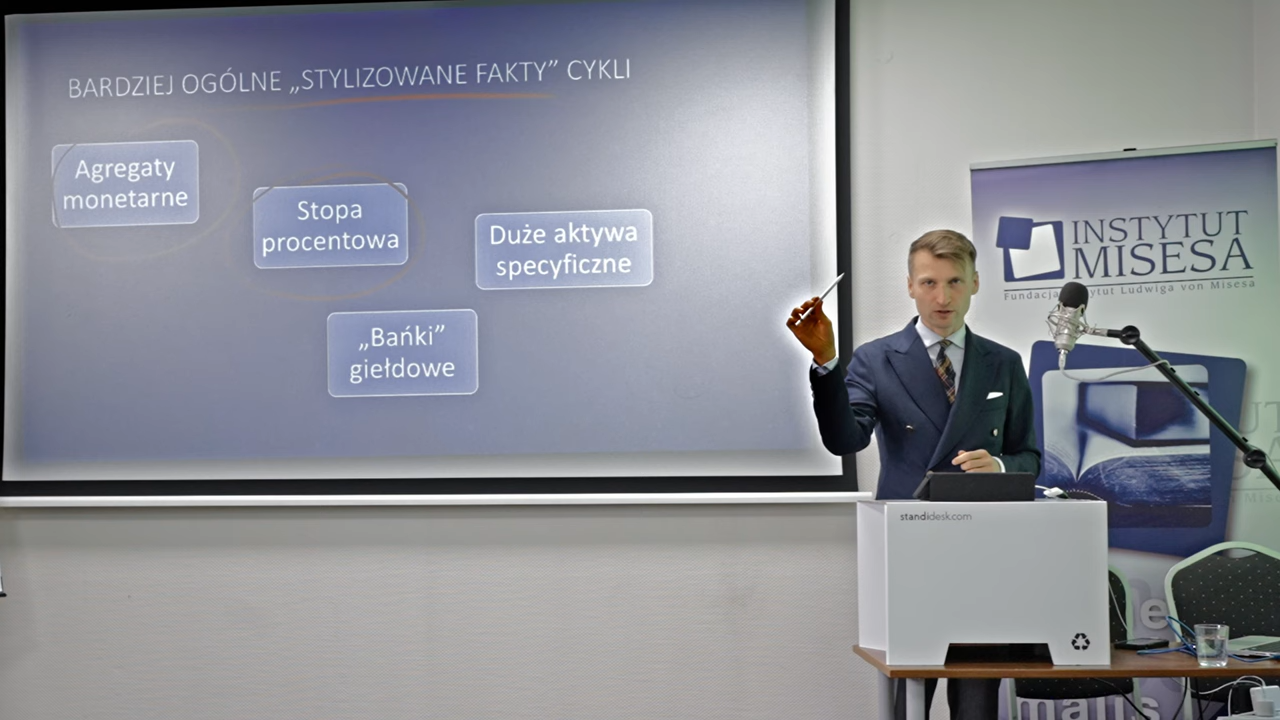 BARDZIEJ OGÓLNE „STYLIZOWANE FAKTY” CYKLI
Agregaty
monetarne
Stopa
procentowa
Duże aktywa
specyficzne
„Bańki”
giełdowe
INSTYTUT
MISESA
Fundacja Instytut Ludwiga von Misesa
standidesk.com